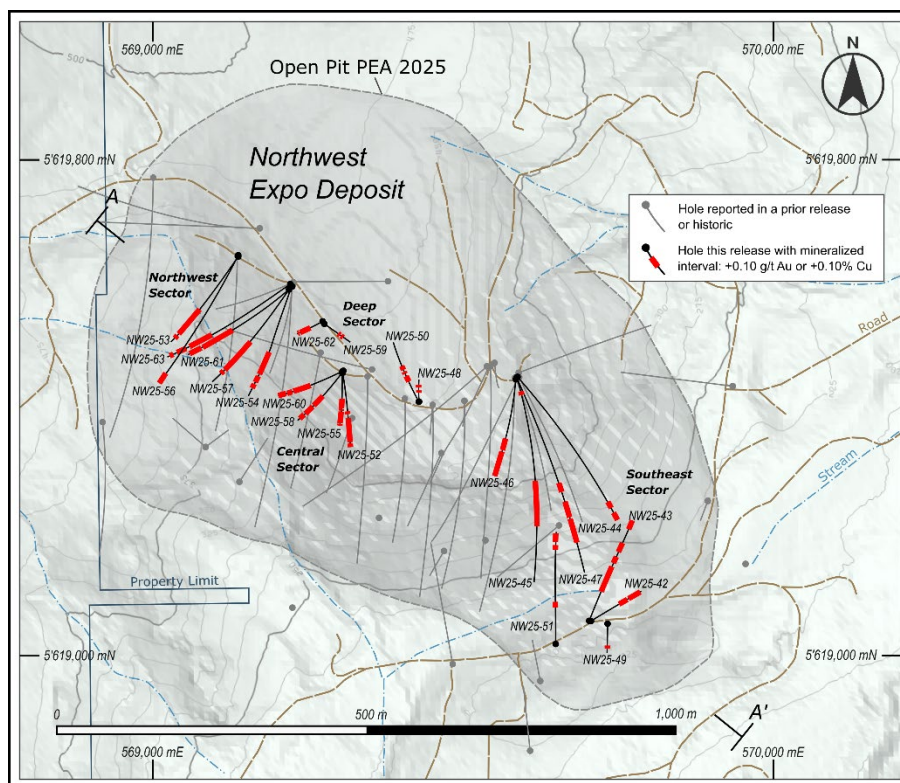 569,000 mE
570,000 mE
Open Pit PEA 2025
N
5'619,800 mN
5'619,800 mN
Northwest
Expo Deposit
A
Hole reported in a prior release
or historic
Hole this release with mineralized
interval: +0.10 g/t Au or +0.10% Cu
Northwest
Sector
Deep
Sector
NW25-50
NW25-53
NW25-62
NW25-59
NW25-63
NW25-61
NW25-48
NW25-56
NW25-57
NW25-54
NW25-60
NW25-58
NW25-55
NW25-52
Central
Sector
Road
Stream
NW25-46
Southeast
Sector
NW25-43
NW25-44
NW25-45
NW25-47
NW25-42
Property Limit
NW25-51
NW25-49
5'619,000 mN
5'619,000 mN
A'
0
500 m
1,000 m
569,000 mE
570,000 mE